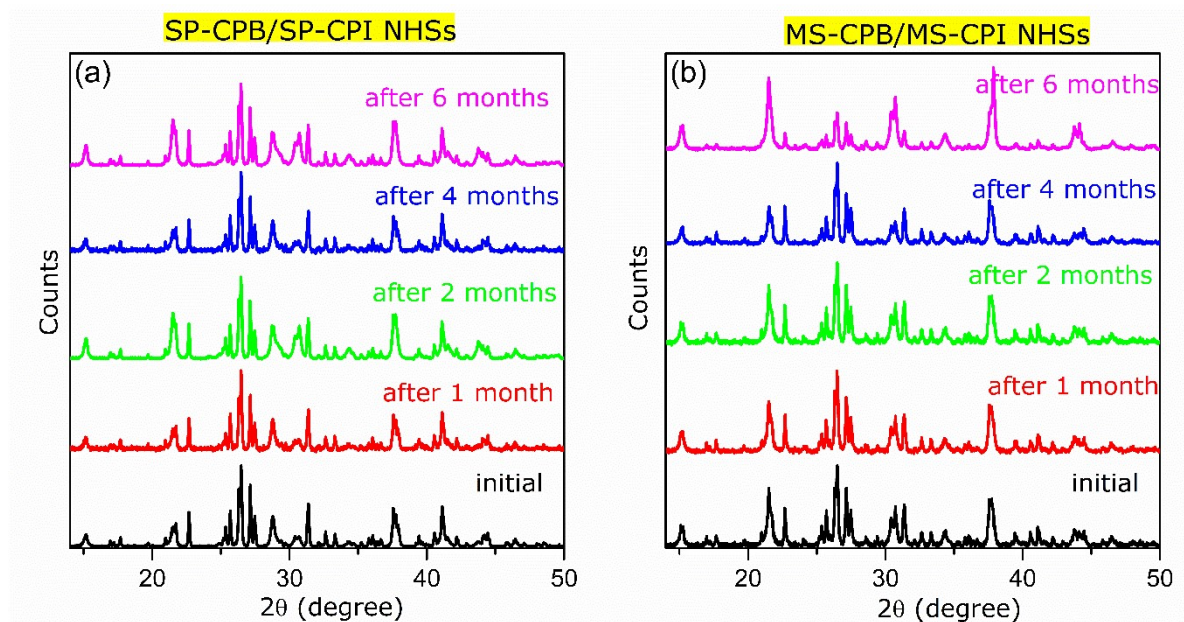 SP-CPB/SP-CPI NHSs
(a)
after 6 months
after 4 months
after 2 months
after 1 month
initial
Counts
20
30
40
50
2θ (degree)
MS-CPB/MS-CPI NHSs
(b)
after 6 months
after 4 months
after 2 months
after 1 month
initial
Counts
20
30
40
50
2θ (degree)